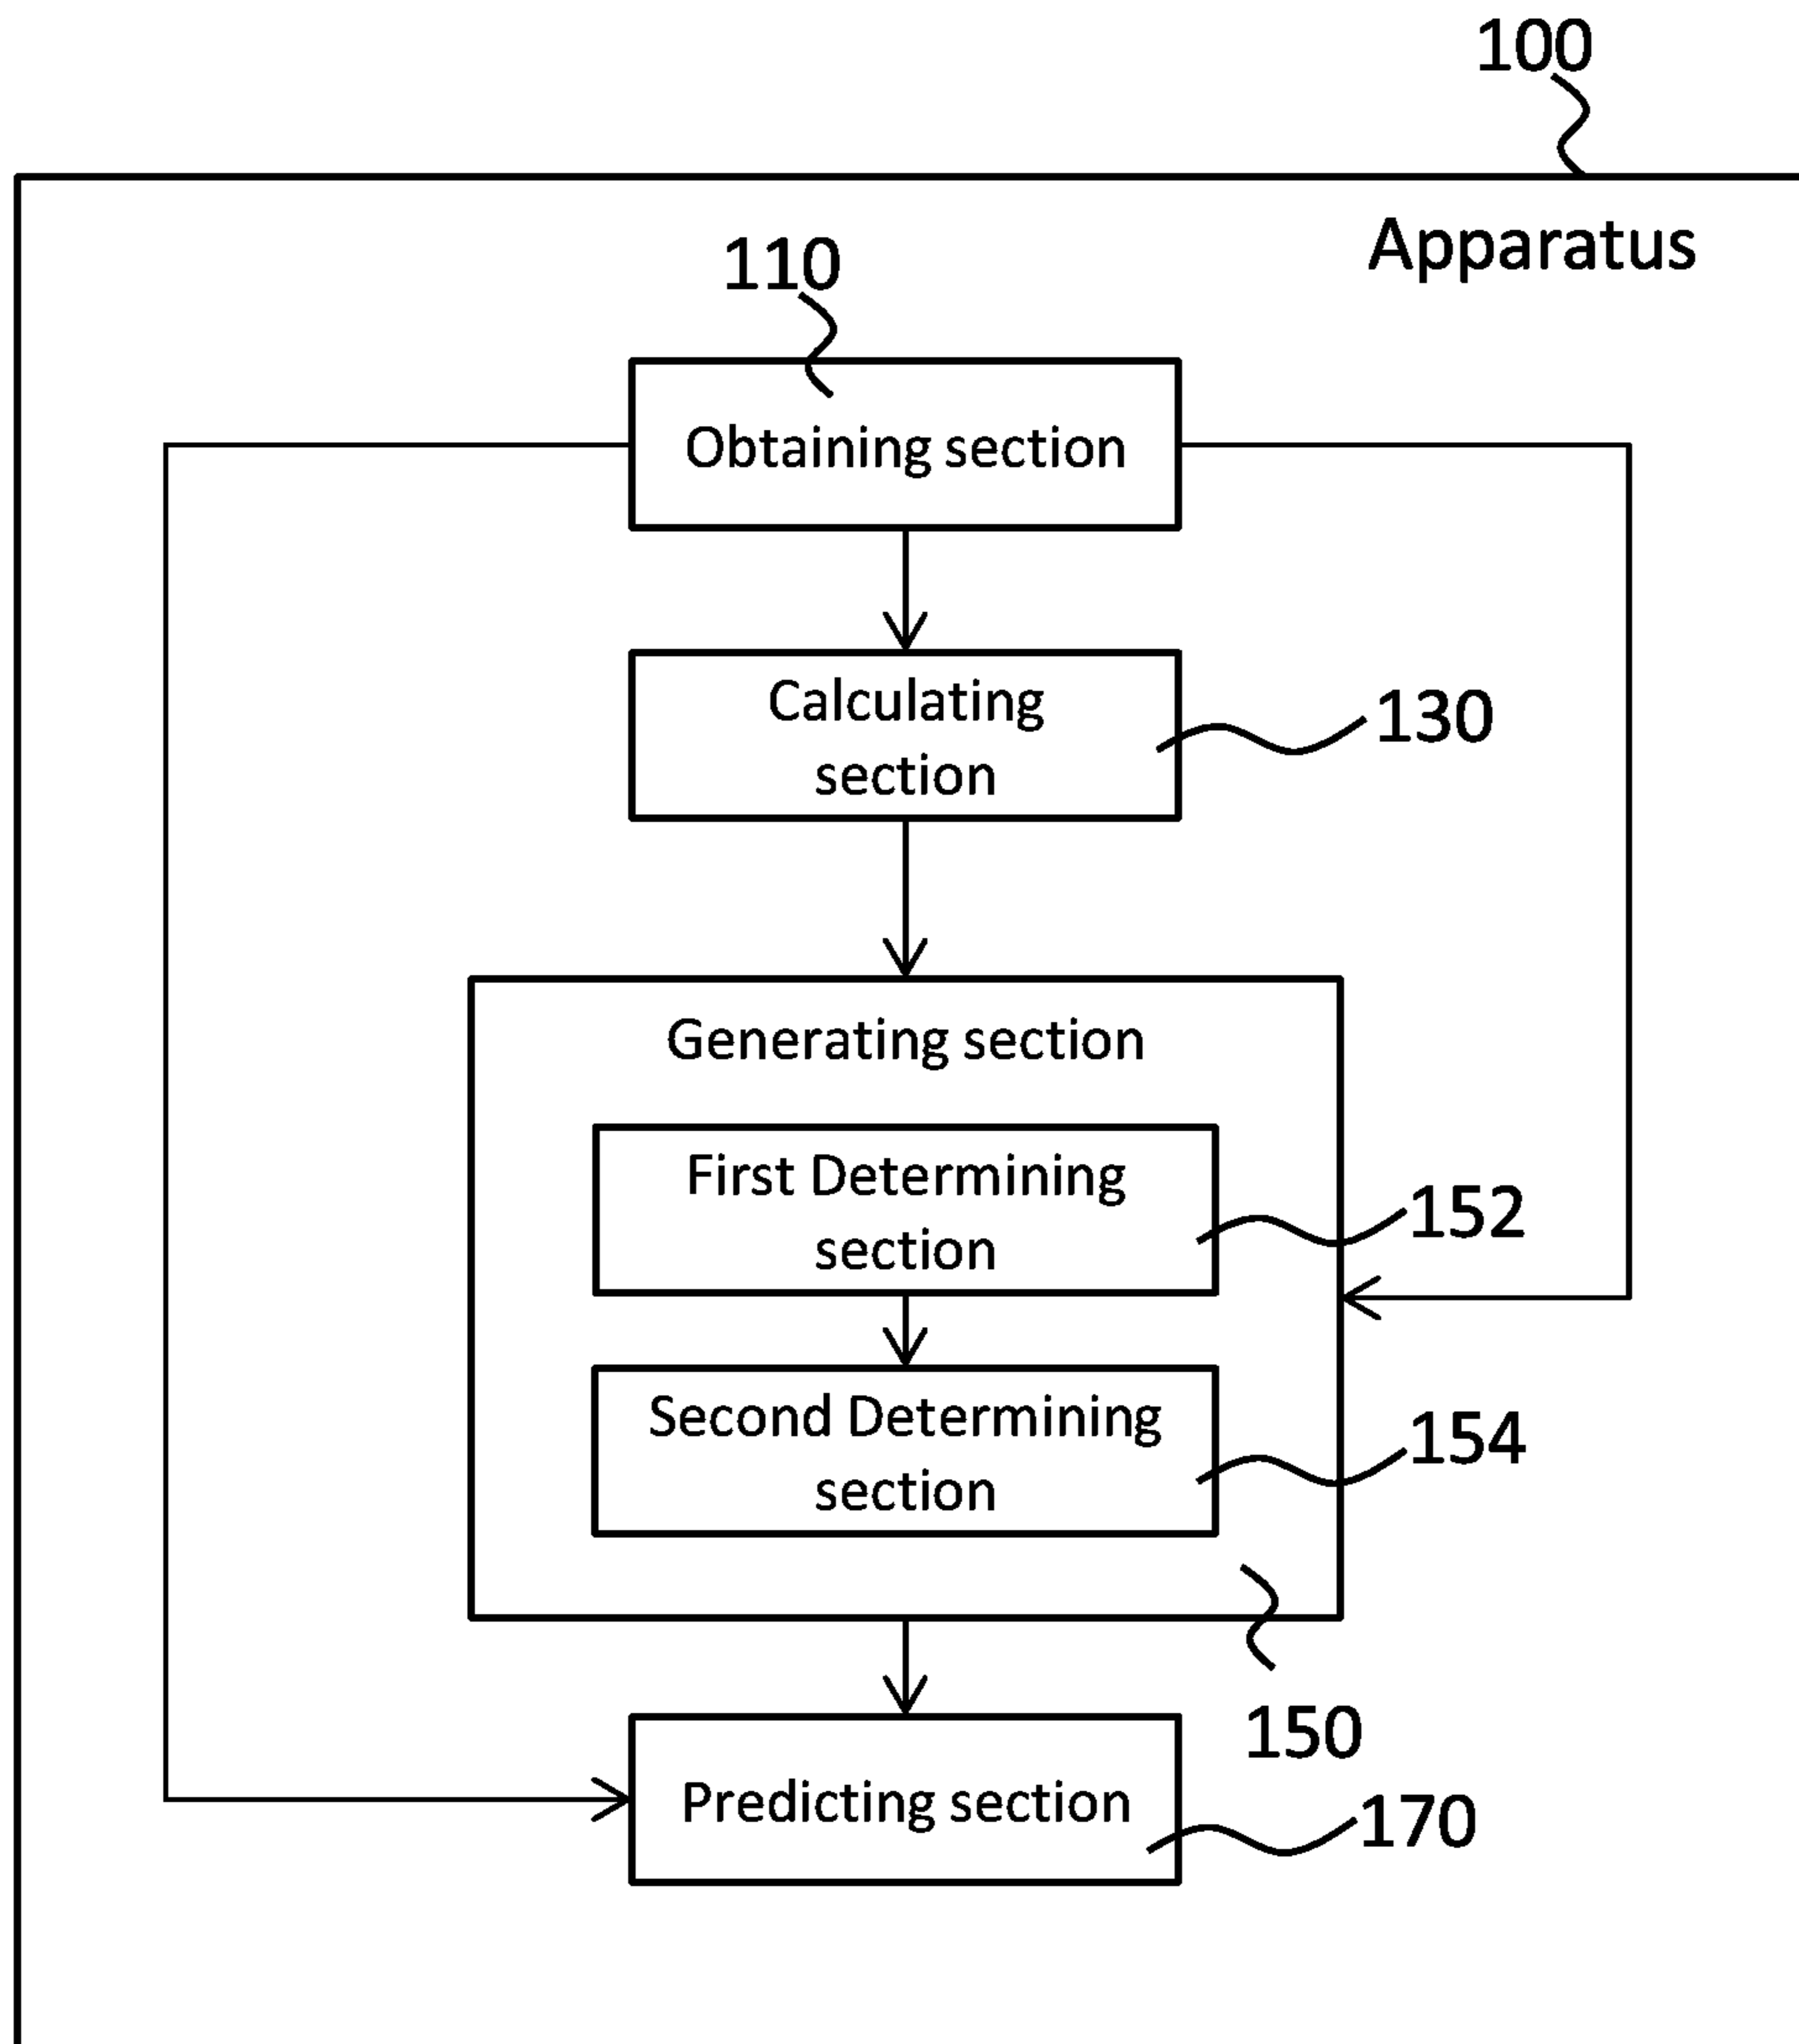 100
Apparatus
110
Obtaining section
Calculating
section
130
Generating section
First Determining
section
152
Second Determining
section
154
150
Predicting section
170